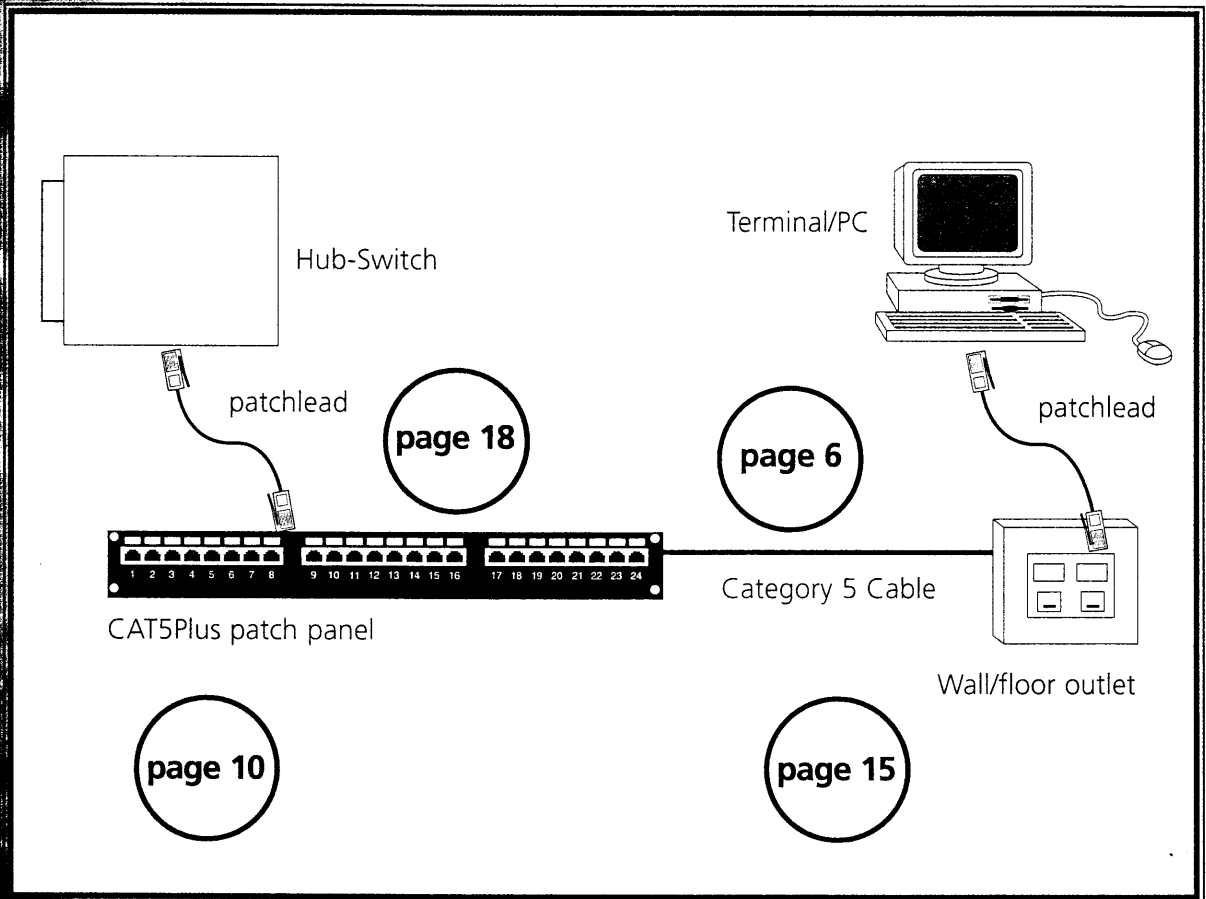 Terminal/PC
Hub-Switch
patchlead
page 18
page 6
patchlead
1 2 3 4 5 6 7 8 9 10 11 12 13 14 15 16 17 18 19 20 21 22 23 24
Category 5 Cable
CAT5Plus patch panel
Wall/floor outlet
page 10
page 15